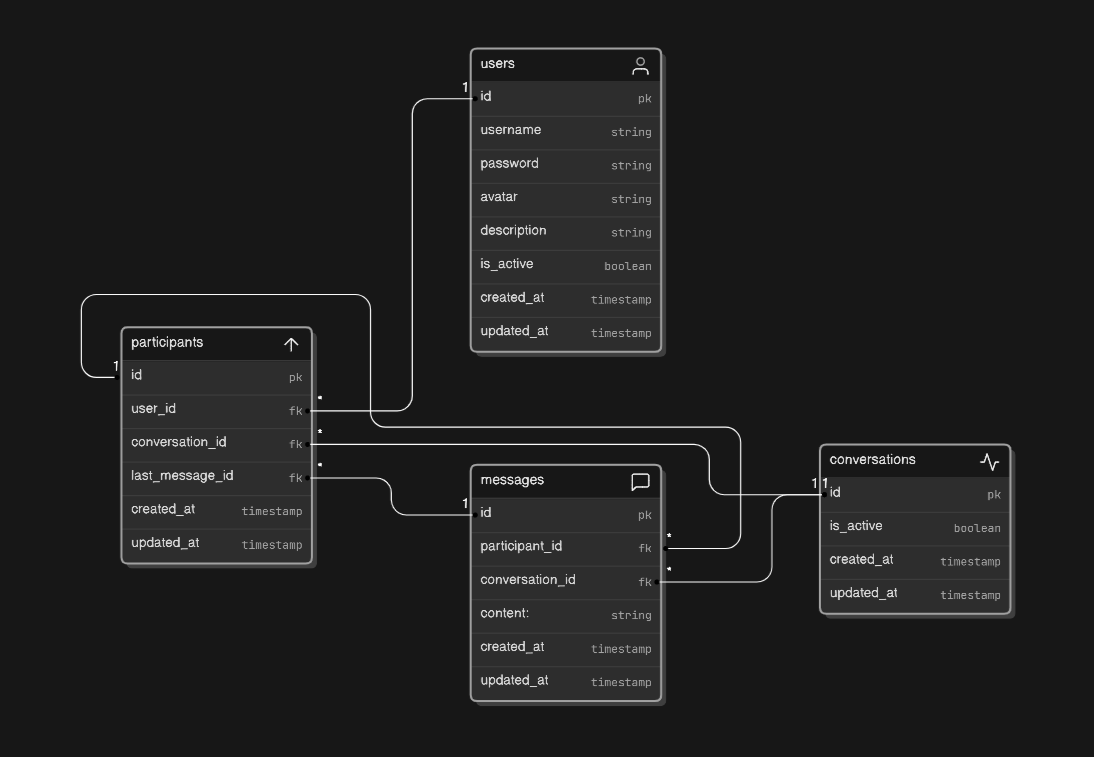 users
1
id pk
username string
password string
avatar string
description string
is_active boolean
created_at timestamp
updated_at timestamp
participants
1
id pk
*
user_id fk
*
conversation_id fk
*
last_message_id fk
created_at timestamp
updated_at timestamp
messages
1
id pk
*
participant_id fk
*
conversation_id fk
content: string
created_at timestamp
updated_at timestamp
conversations
1 1
id pk
is_active boolean
created_at timestamp
updated_at timestamp